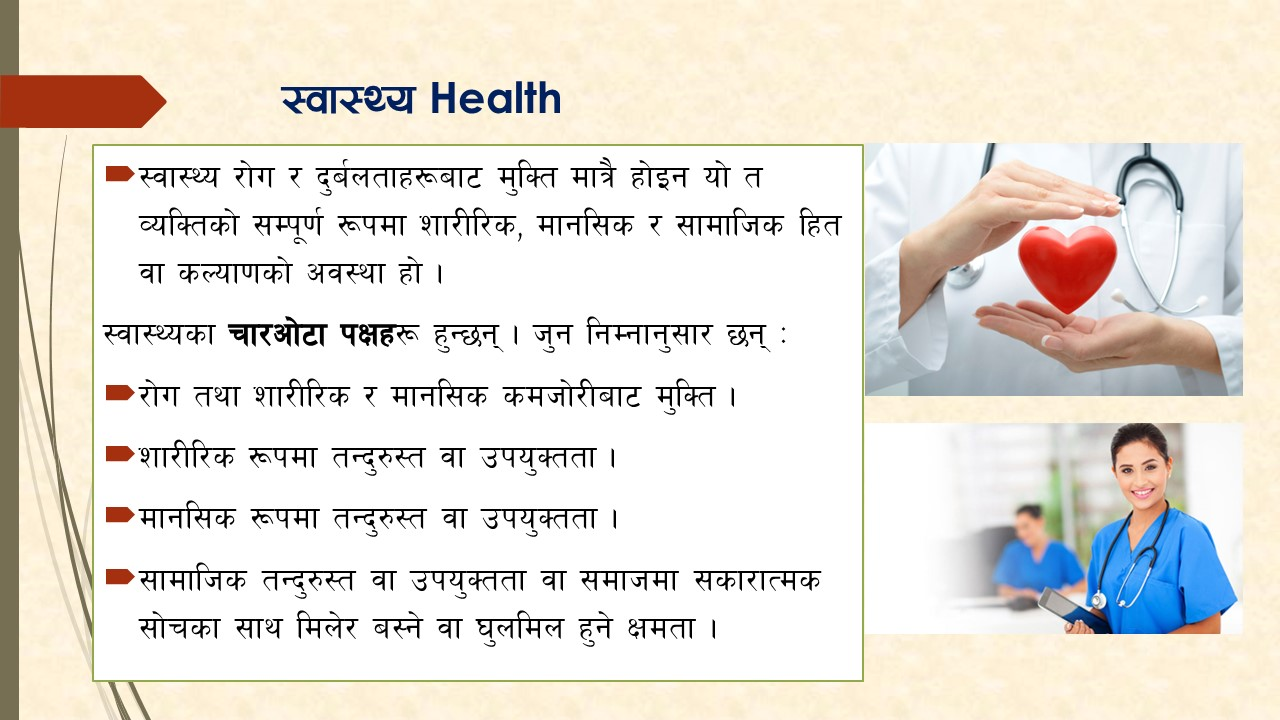 स्वास्थ्य Health
स्वास्थ्य रोग र दुर्बलताहरूबाट मुक्ति मात्रै होइन यो त
व्यक्तिको सम्पूर्ण रूपमा शारीरिक, मानसिक र सामाजिक हित
वा कल्याणको अवस्था हो ।
स्वास्थ्यका चारओटा पक्षहरू हुन्छन् । जुन निम्नानुसार छन् :
रोग तथा शारीरिक र मानसिक कमजोरीबाट मुक्ति ।
शारीरिक रूपमा तन्दुरुस्त वा उपयुक्तता ।
मानसिक रूपमा तन्दुरुस्त वा उपयुक्तता ।
सामाजिक तन्दुरुस्त वा उपयुक्तता वा समाजमा सकारात्मक
सोचका साथ मिलेर बस्ने वा घुलमिल हुने क्षमता ।